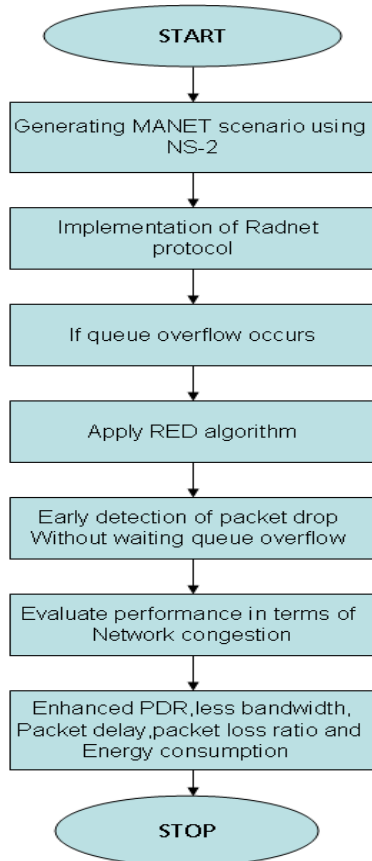 START
Generating MANET scenario using
NS-2
Implementation of Radnet
protocol
If queue overflow occurs
Apply RED algorithm
Early detection of packet drop
Without waiting queue overflow
Evaluate performance in terms of
Network congestion
Enhanced PDR,less bandwidth,
Packet delay,packet loss ratio and
Energy consumption
STOP